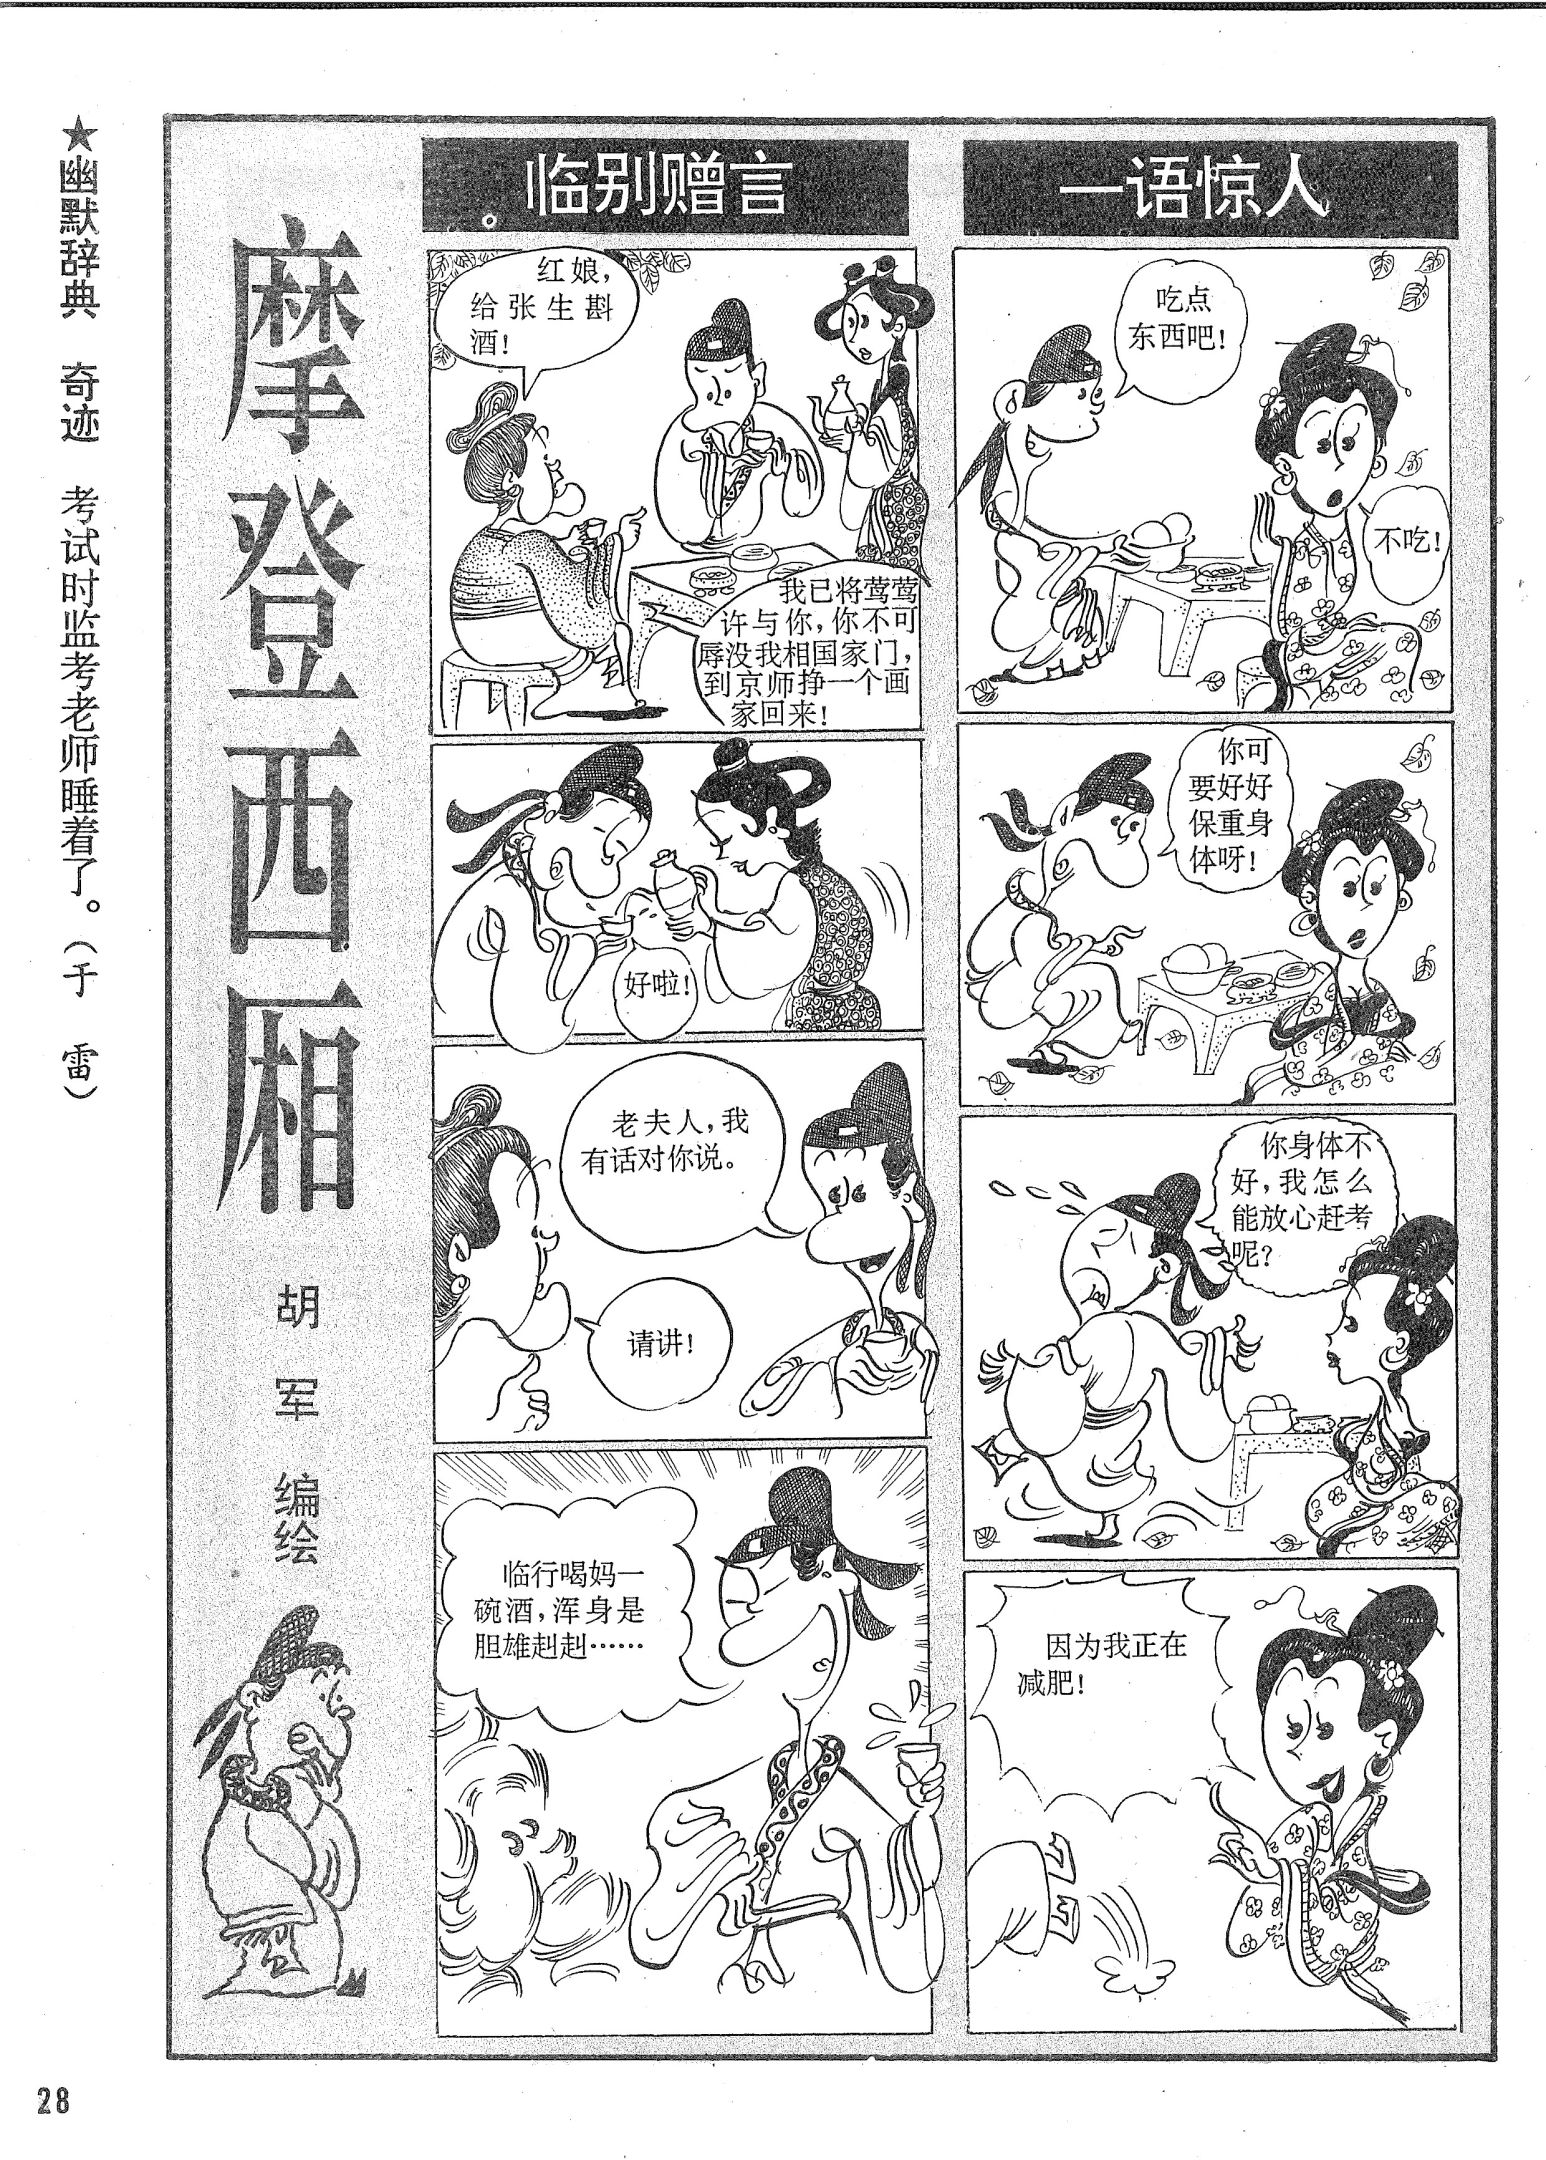 ★幽默辞典 奇迹 考试时监考老师睡着了。（于 雷）
摩登西厢
胡军 编绘
临别赠言
红娘，
给张生斟
酒！
我已将莺莺
许与你，你不可
辱没我相国家门，
到京师挣一个画
家回来！
好啦！
老夫人，我
有话对你说。
请讲！
临行喝妈一
碗酒，浑身是
胆雄赳赳……
一语惊人
吃点
东西吧！
不吃！
你可
要好好
保重身
体呀！
你身体不
好，我怎么
能放心赶考
呢？
因为我正在
减肥！
28